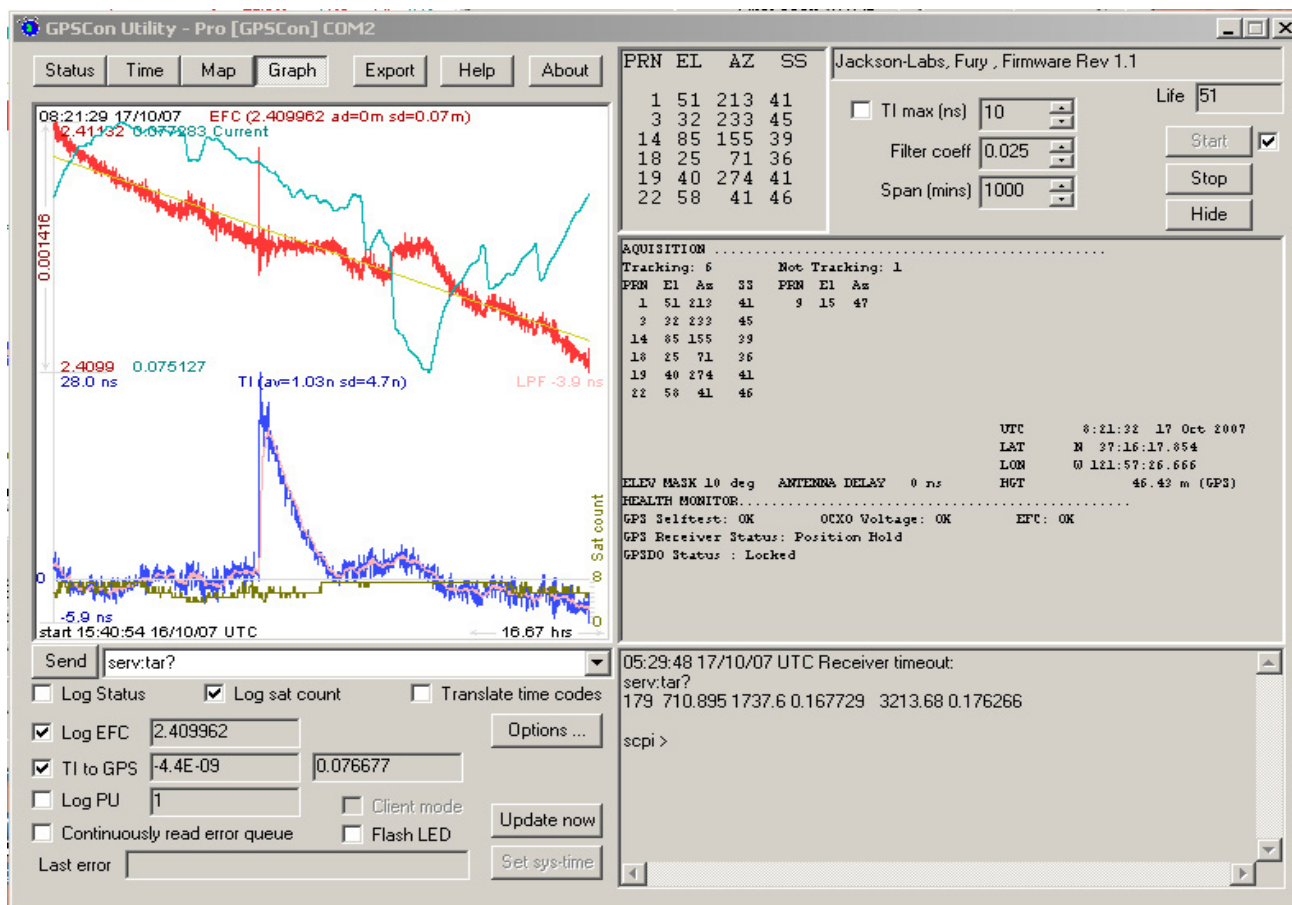 GPSCon Utility - Pro [GPSCon] COM2
Status Time Map Graph Export Help About
08:21:29 17/10/07 EFC (2.409962 ad=0m sd=0.07m)
2.41132 0.077283 Current
0.001416
2.4099 0.075127
28.0 ns TI (av=1.03n sd=4.7n) LPF -3.9 ns
0
8 Sat count
-5.9 ns
0
start 15:40:54 16/10/07 UTC 16.67 hrs
PRN EL AZ SS
1 51 213 41
3 32 233 45
14 85 155 39
18 25 71 36
19 40 274 41
22 58 41 46
Jackson-Labs, Fury , Firmware Rev 1.1
TI max (ns) 10
Filter coeff 0.025
Span (mins) 1000
Life 51
Start
Stop
Hide
AQUISITION ............................................................
Tracking: 6 Not Tracking: 1
PRN El Az SS PRN El Az
1 51 213 41 9 15 47
3 32 233 45
14 85 155 39
18 25 71 36
19 40 274 41
22 58 41 46
UTC 8:21:32 17 Oct 2007
LAT N 37:16:17.854
LON W 121:57:26.666
ELEV MASK 10 deg ANTENNA DELAY 0 ns HGT 46.43 m (GPS)
HEALTH MONITOR............................................................
GPS Selftest: OK OCXO Voltage: OK EFC: OK
GPS Receiver Status: Position Hold
GPSDO Status : Locked
Send serv:tar?
Log Status Log sat count Translate time codes
Log EFC 2.409962 Options ...
TI to GPS -4.4E-09 0.076677
Log PU 1 Client mode Update now
Continuously read error queue Flash LED
Last error Set sys-time
05:29:48 17/10/07 UTC Receiver timeout:
serv:tar?
179 710.895 1737.6 0.167729 3213.68 0.176266
scpi >